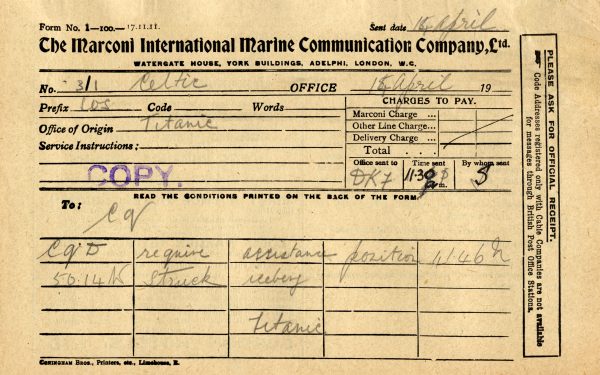 Form No. 1—100—17.11.11. Sent date 15 April
The Marconi International Marine Communication Company, Ltd.
WATERGATE HOUSE, YORK BUILDINGS, ADELPHI, LONDON, W.C.
No. 3/1 Celtic OFFICE 15 April 19
Prefix Code Words
CHARGES TO PAY.
Office of Origin Titanic
Marconi Charge ...
Other Line Charge...
Service Instructions:
Delivery Charge ...
Total . .
COPY.
Office sent to Time sent By whom sent
DKF 11.30 m. S
READ THE CONDITIONS PRINTED ON THE BACK OF THE FORM
To:
CQ
CQD require assistance position 41.46 N
50.14 W struck iceberg
Titanic
CONINGHAM BROS., Printers, etc., Limehouse, E.
PLEASE ASK FOR OFFICIAL RECEIPT.
Code Addresses registered only with Cable Companies are not available
for messages through British Post Office Stations.